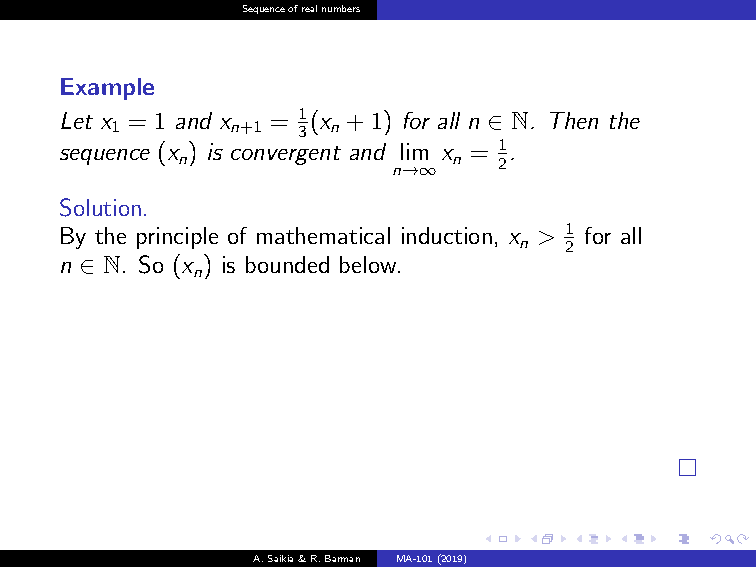 Sequence of real numbers
Example
Let x₁ = 1 and xₙ₊₁ = 1/3(xₙ + 1) for all n ∈ ℕ. Then the
sequence (xₙ) is convergent and lim n→∞ xₙ = 1/2.
Solution.
By the principle of mathematical induction, xₙ > 1/2 for all
n ∈ ℕ. So (xₙ) is bounded below.
A. Saikia & R. Barman MA-101 (2019)